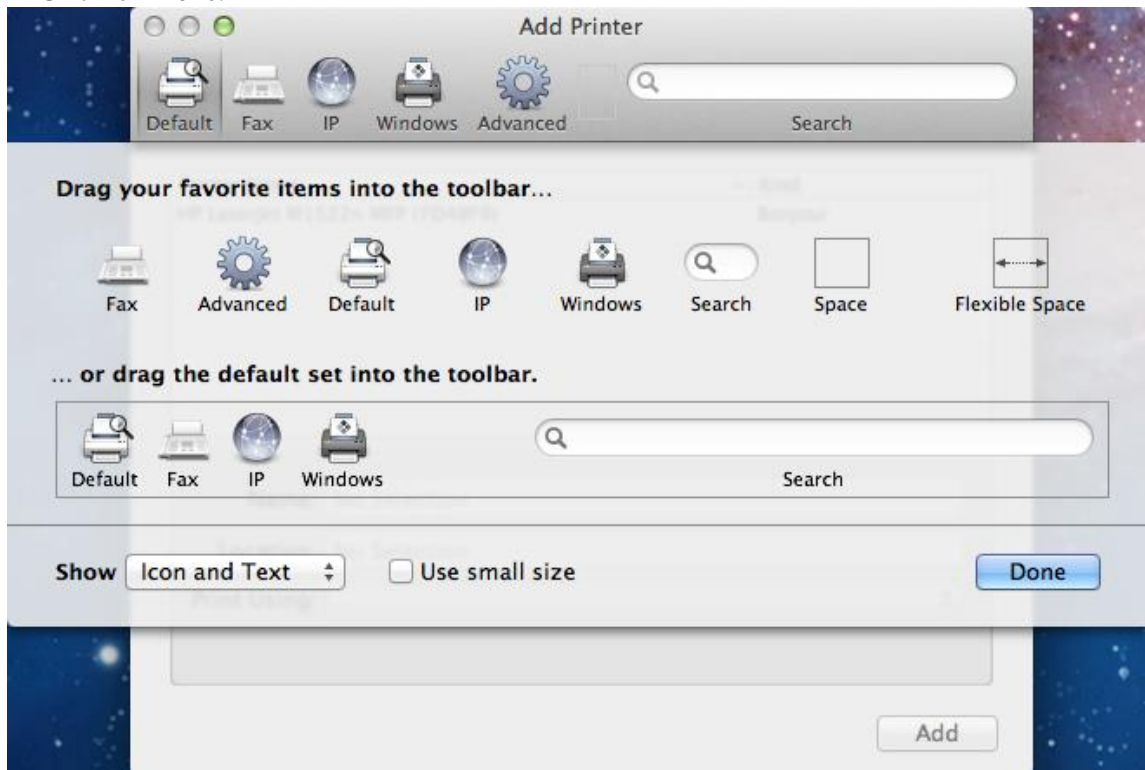 Add Printer
Default Fax IP Windows Advanced Search
Drag your favorite items into the toolbar...
Fax Advanced Default IP Windows Search Space Flexible Space
... or drag the default set into the toolbar.
Default Fax IP Windows Search
Show Icon and Text Use small size Done
Print Using
Add